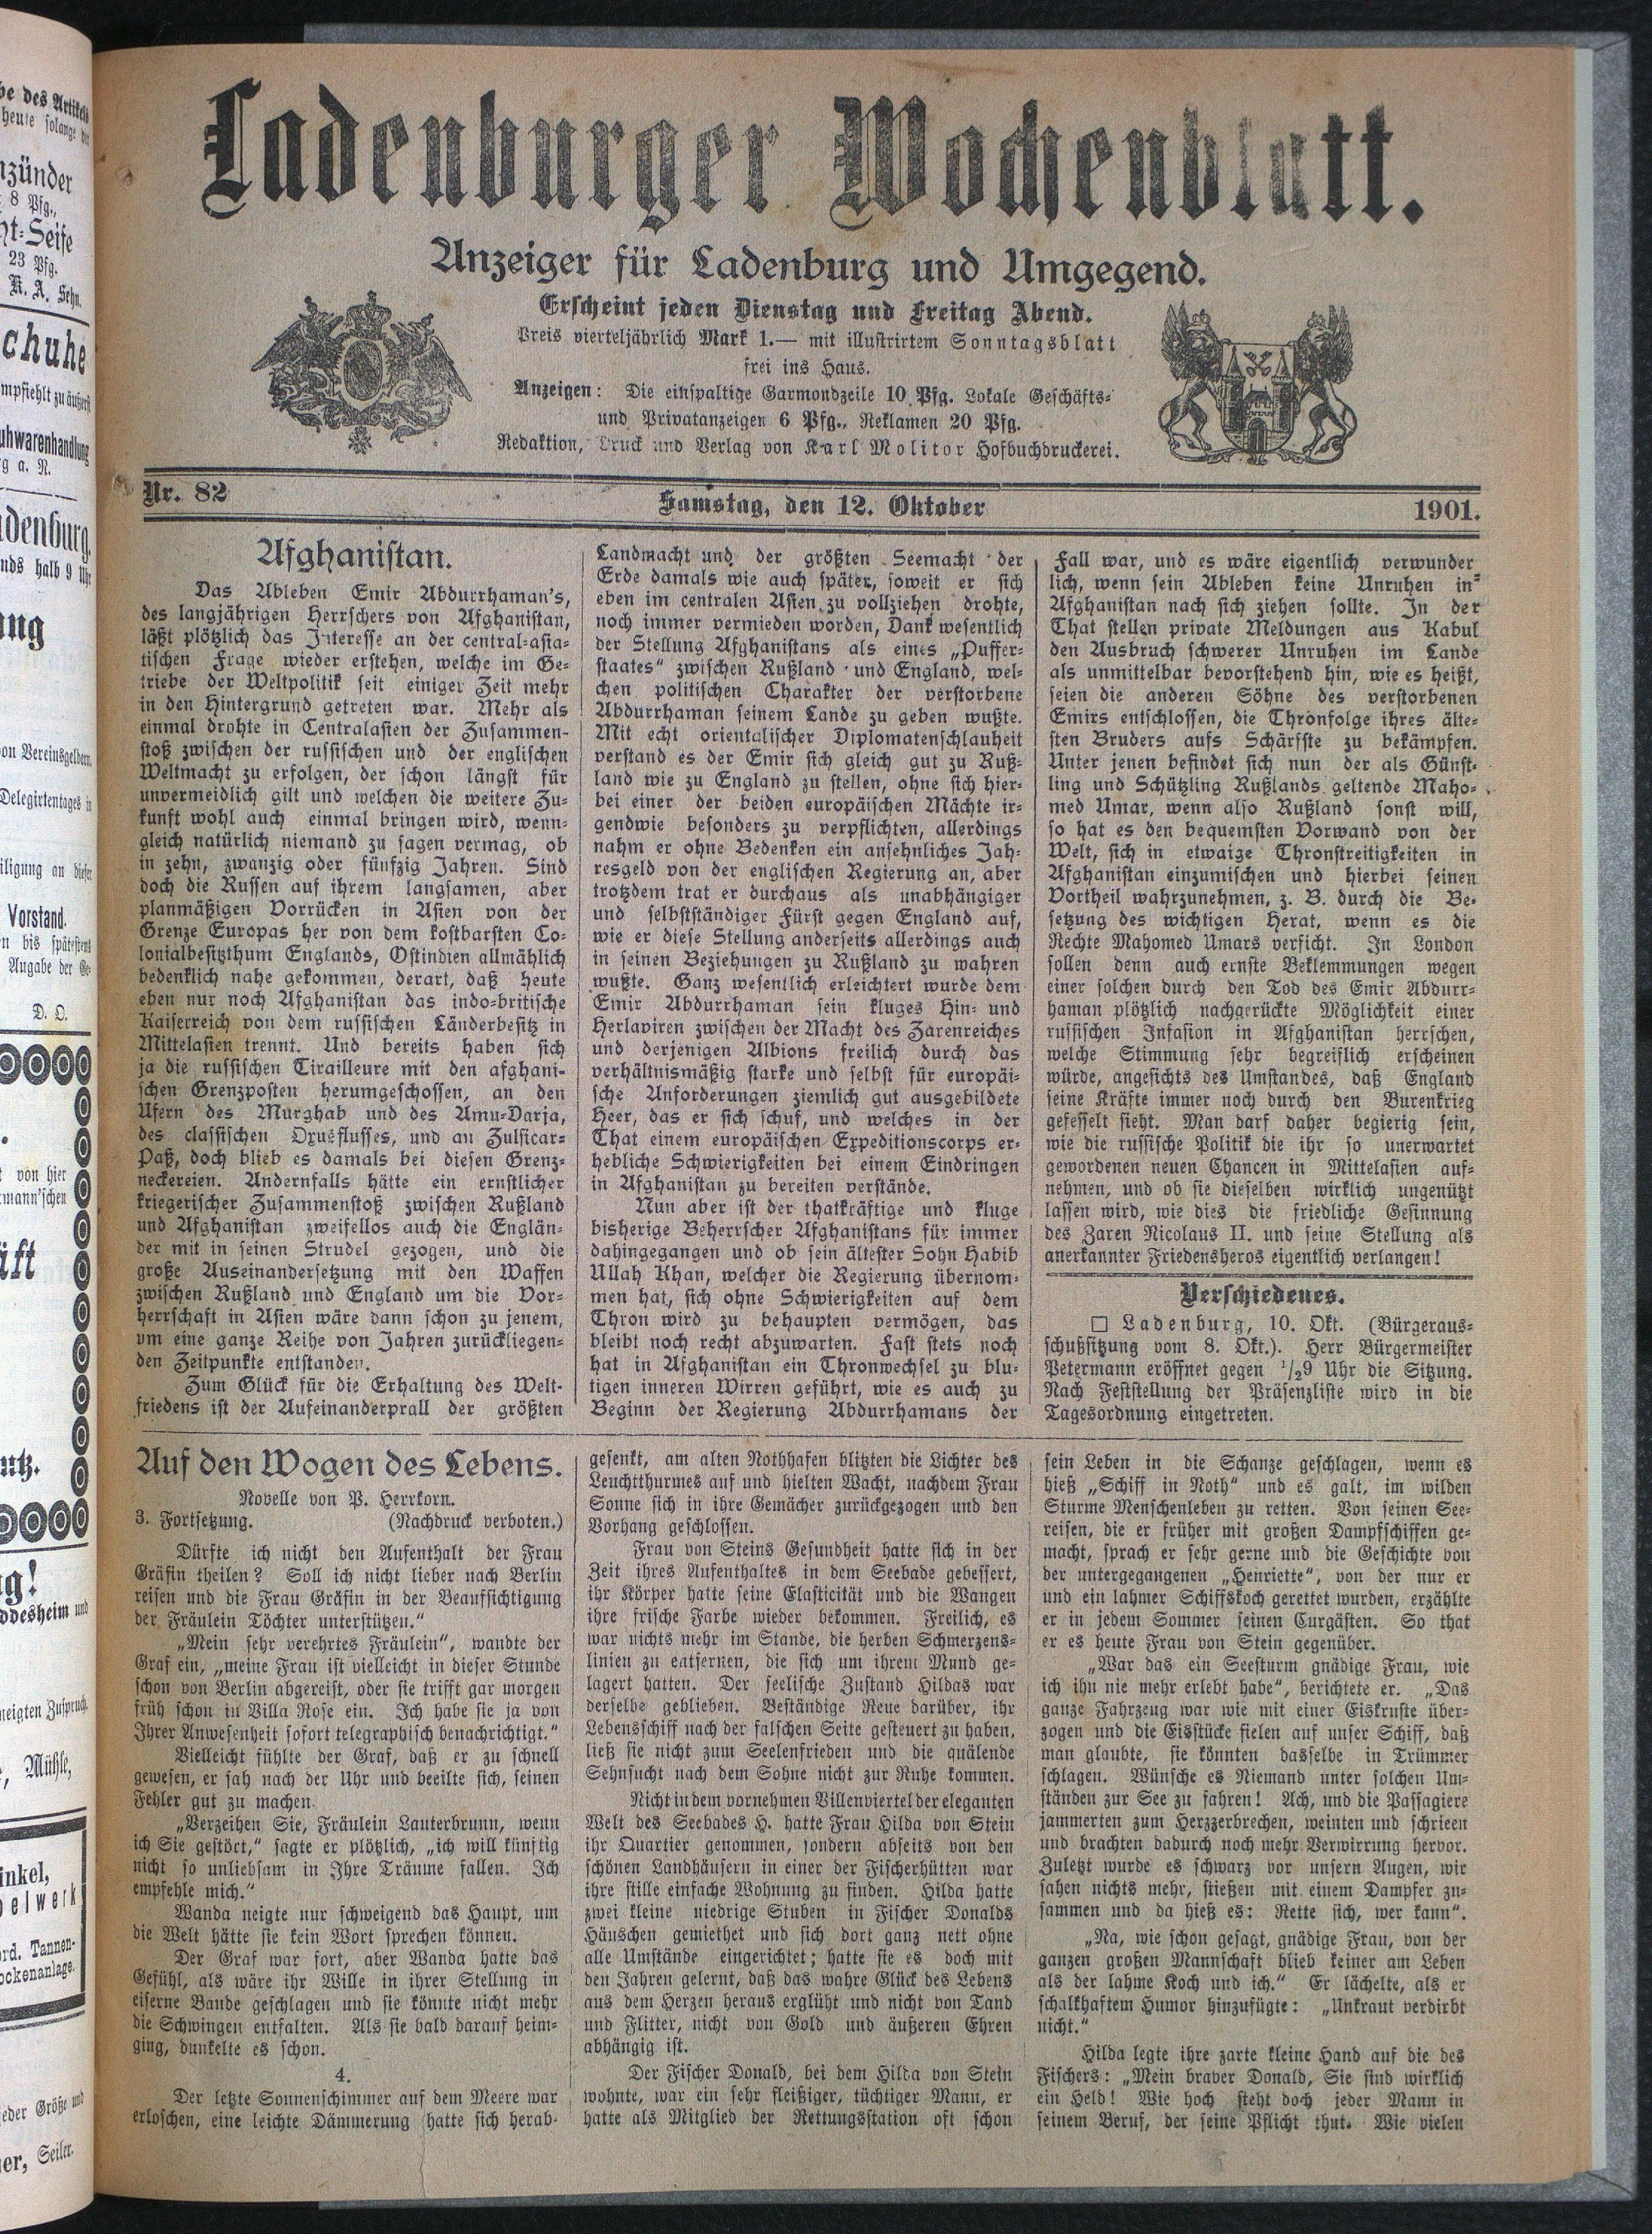 Ladenburger Wochenblatt.
Anzeiger für Ladenburg und Umgegend.
Erscheint jeden Dienstag und Freitag Abend.
Preis vierteljährlich Mark 1.— mit illustrirtem Sonntagsblatt
frei ins Haus.
Anzeigen: Die einspaltige Garmondzeile 10 Pfg. Lokale Geschäfts-
und Privatanzeigen 6 Pfg., Reklamen 20 Pfg.
Redaktion, Druck und Verlag von Karl Molitor Hofbuchdruckerei.
Nr. 82 Samstag, den 12. Oktober 1901.
Afghanistan.
Das Ableben Emir Abdurrhaman's,
des langjährigen Herrschers von Afghanistan,
läßt plötzlich das Interesse an der central-asia-
tischen Frage wieder erstehen, welche im Ge-
triebe der Weltpolitik seit einiger Zeit mehr
in den Hintergrund getreten war. Mehr als
einmal drohte in Centralasien der Zusammen-
stoß zwischen der russischen und der englischen
Weltmacht zu erfolgen, der schon längst für
unvermeidlich gilt und welchen die weitere Zu-
kunft wohl auch einmal bringen wird, wenn-
gleich natürlich niemand zu sagen vermag, ob
in zehn, zwanzig oder fünfzig Jahren. Sind
doch die Russen auf ihrem langsamen, aber
planmäßigen Vorrücken in Asien von der
Grenze Europas her von dem kostbarsten Co-
lonialbesitzthum Englands, Ostindien allmählich
bedenklich nahe gekommen, derart, daß heute
eben nur noch Afghanistan das indo-britische
Kaiserreich von dem russischen Länderbesitz in
Mittelasien trennt. Und bereits haben sich
ja die russischen Tirailleure mit den afghani-
schen Grenzposten herumgeschossen, an den
Ufern des Murghab und des Amu-Darja,
des classischen Oxusflusses, und an Zulficar-
Paß, doch blieb es damals bei diesen Grenz-
neckereien. Andernfalls hätte ein ernstlicher
kriegerischer Zusammenstoß zwischen Rußland
und Afghanistan zweifellos auch die Englän-
der mit in seinen Strudel gezogen, und die
große Auseinandersetzung mit den Waffen
zwischen Rußland und England um die Vor-
herrschaft in Asien wäre dann schon zu jenem,
um eine ganze Reihe von Jahren zurückliegen-
den Zeitpunkte entstanden.
Zum Glück für die Erhaltung des Welt-
friedens ist der Aufeinanderprall der größten
Landmacht und der größten Seemacht der
Erde damals wie auch später, soweit er sich
eben im centralen Asien zu vollziehen drohte,
noch immer vermieden worden, Dank wesentlich
der Stellung Afghanistans als eines „Puffer-
staates“ zwischen Rußland und England, wel-
chen politischen Charakter der verstorbene
Abdurrhaman seinem Lande zu geben wußte.
Mit echt orientalischer Diplomatenschlauheit
verstand es der Emir sich gleich gut zu Ruß-
land wie zu England zu stellen, ohne sich hier-
bei einer der beiden europäischen Mächte ir-
gendwie besonders zu verpflichten, allerdings
nahm er ohne Bedenken ein ansehnliches Jah-
resgeld von der englischen Regierung an, aber
trotzdem trat er durchaus als unabhängiger
und selbstständiger Fürst gegen England auf,
wie er diese Stellung anderseits allerdings auch
in seinen Beziehungen zu Rußland zu wahren
wußte. Ganz wesentlich erleichtert wurde dem
Emir Abdurrhaman sein kluges Hin- und
Herlaviren zwischen der Macht des Zarenreiches
und derjenigen Albions freilich durch das
verhältnismäßig starke und selbst für europäi-
sche Anforderungen ziemlich gut ausgebildete
Heer, das er sich schuf, und welches in der
That einem europäischen Expeditionscorps er-
hebliche Schwierigkeiten bei einem Eindringen
in Afghanistan zu bereiten verstände.
Nun aber ist der thatkräftige und kluge
bisherige Beherrscher Afghanistans für immer
dahingegangen und ob sein ältester Sohn Habib
Ullah Khan, welcher die Regierung übernom-
men hat, sich ohne Schwierigkeiten auf dem
Thron wird zu behaupten vermögen, das
bleibt noch recht abzuwarten. Fast stets noch
hat in Afghanistan ein Thronwechsel zu blu-
tigen inneren Wirren geführt, wie es auch zu
Beginn der Regierung Abdurrhamans der
Fall war, und es wäre eigentlich verwunder
lich, wenn sein Ableben keine Unruhen in-
Afghanistan nach sich ziehen sollte. In der
That stellen private Meldungen aus Kabul
den Ausbruch schwerer Unruhen im Lande
als unmittelbar bevorstehend hin, wie es heißt,
seien die anderen Söhne des verstorbenen
Emirs entschlossen, die Thronfolge ihres älte-
sten Bruders aufs Schärfste zu bekämpfen.
Unter jenen befindet sich nun der als Günst-
ling und Schützling Rußlands geltende Maho-
med Umar, wenn also Rußland sonst will,
so hat es den bequemsten Vorwand von der
Welt, sich in etwaige Thronstreitigkeiten in
Afghanistan einzumischen und hierbei seinen
Vortheil wahrzunehmen, z. B. durch die Be-
setzung des wichtigen Herat, wenn es die
Rechte Mahomed Umars verficht. In London
sollen denn auch ernste Beklemmungen wegen
einer solchen durch den Tod des Emir Abdurr-
haman plötzlich nachgerückte Möglichkeit einer
russischen Infasion in Afghanistan herrschen,
welche Stimmung sehr begreiflich erscheinen
würde, angesichts des Umstandes, daß England
seine Kräfte immer noch durch den Burenkrieg
gefesselt sieht. Man darf daher begierig sein,
wie die russische Politik die ihr so unerwartet
gewordenen neuen Chancen in Mittelasien auf-
nehmen, und ob sie dieselben wirklich ungenützt
lassen wird, wie dies die friedliche Gesinnung
des Zaren Nicolaus II. und seine Stellung als
anerkannter Friedensheros eigentlich verlangen!
Verschiedenes.
□ Ladenburg, 10. Okt. (Bürgeraus-
schußsitzung vom 8. Okt.). Herr Bürgermeister
Petermann eröffnet gegen ½9 Uhr die Sitzung.
Nach Feststellung der Präsenzliste wird in die
Tagesordnung eingetreten.
Auf den Wogen des Lebens.
Novelle von P. Herrkorn.
3. Fortsetzung. (Nachdruck verboten.)
Dürfte ich nicht den Aufenthalt der Frau
Gräfin theilen? Soll ich nicht lieber nach Berlin
reisen und die Frau Gräfin in der Beaufsichtigung
der Fräulein Töchter unterstützen.“
„Mein sehr verehrtes Fräulein“, wandte der
Graf ein, „meine Frau ist vielleicht in dieser Stunde
schon von Berlin abgereist, oder sie trifft gar morgen
früh schon in Villa Rose ein. Ich habe sie ja von
Ihrer Anwesenheit sofort telegraphisch benachrichtigt.“
Vielleicht fühlte der Graf, daß er zu schnell
gewesen, er sah nach der Uhr und beeilte sich, seinen
Fehler gut zu machen.
„Verzeihen Sie, Fräulein Lauterbrunn, wenn
ich Sie gestört,“ sagte er plötzlich, „ich will künftig
nicht so unliebsam in Ihre Träume fallen. Ich
empfehle mich.“
Wanda neigte nur schweigend das Haupt, um
die Welt hätte sie kein Wort sprechen können.
Der Graf war fort, aber Wanda hatte das
Gefühl, als wäre ihr Wille in ihrer Stellung in
eiserne Bande geschlagen und sie könnte nicht mehr
die Schwingen entfalten. Als sie bald darauf heim-
ging, dunkelte es schon.
4.
Der letzte Sonnenschimmer auf dem Meere war
erloschen, eine leichte Dämmerung hatte sich herab-
gesenkt, am alten Nothhafen blitzten die Lichter des
Leuchtthurmes auf und hielten Wacht, nachdem Frau
Sonne sich in ihre Gemächer zurückgezogen und den
Vorhang geschlossen.
Frau von Steins Gesundheit hatte sich in der
Zeit ihres Aufenthaltes in dem Seebade gebessert,
ihr Körper hatte seine Elasticität und die Wangen
ihre frische Farbe wieder bekommen. Freilich, es
war nichts mehr im Stande, die herben Schmerzens-
linien zu entfernen, die sich um ihrem Mund ge-
lagert hatten. Der seelische Zustand Hildas war
derselbe geblieben. Beständige Reue darüber, ihr
Lebensschiff nach der falschen Seite gesteuert zu haben,
ließ sie nicht zum Seelenfrieden und die quälende
Sehnsucht nach dem Sohne nicht zur Ruhe kommen.
Nicht in dem vornehmen Villenviertel der eleganten
Welt des Seebades H. hatte Frau Hilda von Stein
ihr Quartier genommen, sondern abseits von den
schönen Landhäusern in einer der Fischerhütten war
ihre stille einfache Wohnung zu finden. Hilda hatte
zwei kleine niedrige Stuben in Fischer Donalds
Häuschen gemiethet und sich dort ganz nett ohne
alle Umstände eingerichtet; hatte sie es doch mit
den Jahren gelernt, daß das wahre Glück des Lebens
aus dem Herzen heraus erglüht und nicht von Tand
und Flitter, nicht von Gold und äußeren Ehren
abhängig ist.
Der Fischer Donald, bei dem Hilda von Stein
wohnte, war ein sehr fleißiger, tüchtiger Mann, er
hatte als Mitglied der Rettungsstation oft schon
sein Leben in die Schanze geschlagen, wenn es
hieß „Schiff in Noth“ und es galt, im wilden
Sturme Menschenleben zu retten. Von seinen See-
reisen, die er früher mit großen Dampfschiffen ge-
macht, sprach er sehr gerne und die Geschichte von
der untergegangenen „Henriette“, von der nur er
und ein lahmer Schiffskoch gerettet wurden, erzählte
er in jedem Sommer seinen Curgästen. So that
er es heute Frau von Stein gegenüber.
„War das ein Seesturm gnädige Frau, wie
ich ihn nie mehr erlebt habe“, berichtete er. „Das
ganze Fahrzeug war wie mit einer Eiskruste über-
zogen und die Eisstücke fielen auf unser Schiff, daß
man glaubte, sie könnten dasselbe in Trümmer
schlagen. Wünsche es Niemand unter solchen Um-
ständen zur See zu fahren! Ach, und die Passagiere
jammerten zum Herzzerbrechen, weinten und schrieen
und brachten dadurch noch mehr Verwirrung hervor.
Zuletzt wurde es schwarz vor unsern Augen, wir
sahen nichts mehr, stießen mit einem Dampfer zu-
sammen und da hieß es: Rette sich, wer kann“.
„Na, wie schon gesagt, gnädige Frau, von der
ganzen großen Mannschaft blieb keiner am Leben
als der lahme Koch und ich.“ Er lächelte, als er
schalkhaftem Humor hinzufügte: „Unkraut verdirbt
nicht.“
Hilda legte ihre zarte kleine Hand auf die des
Fischers: „Mein braver Donald, Sie sind wirklich
ein Held! Wie hoch steht doch jeder Mann in
seinem Beruf, der seine Pflicht thut. Wie vielen